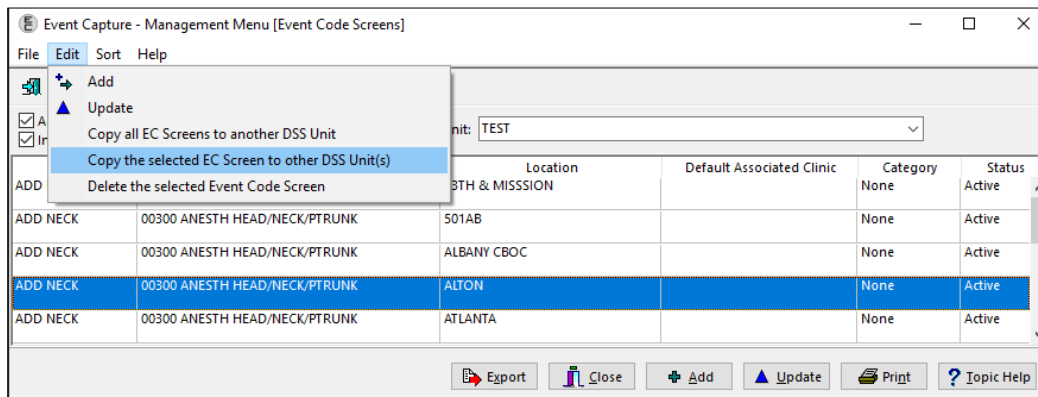 Event Capture - Management Menu [Event Code Screens]
File Edit Sort Help
Add
Update
Copy all EC Screens to another DSS Unit
Copy the selected EC Screen to other DSS Unit(s)
Delete the selected Event Code Screen
nit: TEST
Location Default Associated Clinic Category Status
ADD TH & MISSSION None Active
ADD NECK 00300 ANESTH HEAD/NECK/PTRUNK 501AB None Active
ADD NECK 00300 ANESTH HEAD/NECK/PTRUNK ALBANY CBOC None Active
ADD NECK 00300 ANESTH HEAD/NECK/PTRUNK ALTON None Active
ADD NECK 00300 ANESTH HEAD/NECK/PTRUNK ATLANTA None Active
Export Close Add Update Print ? Topic Help